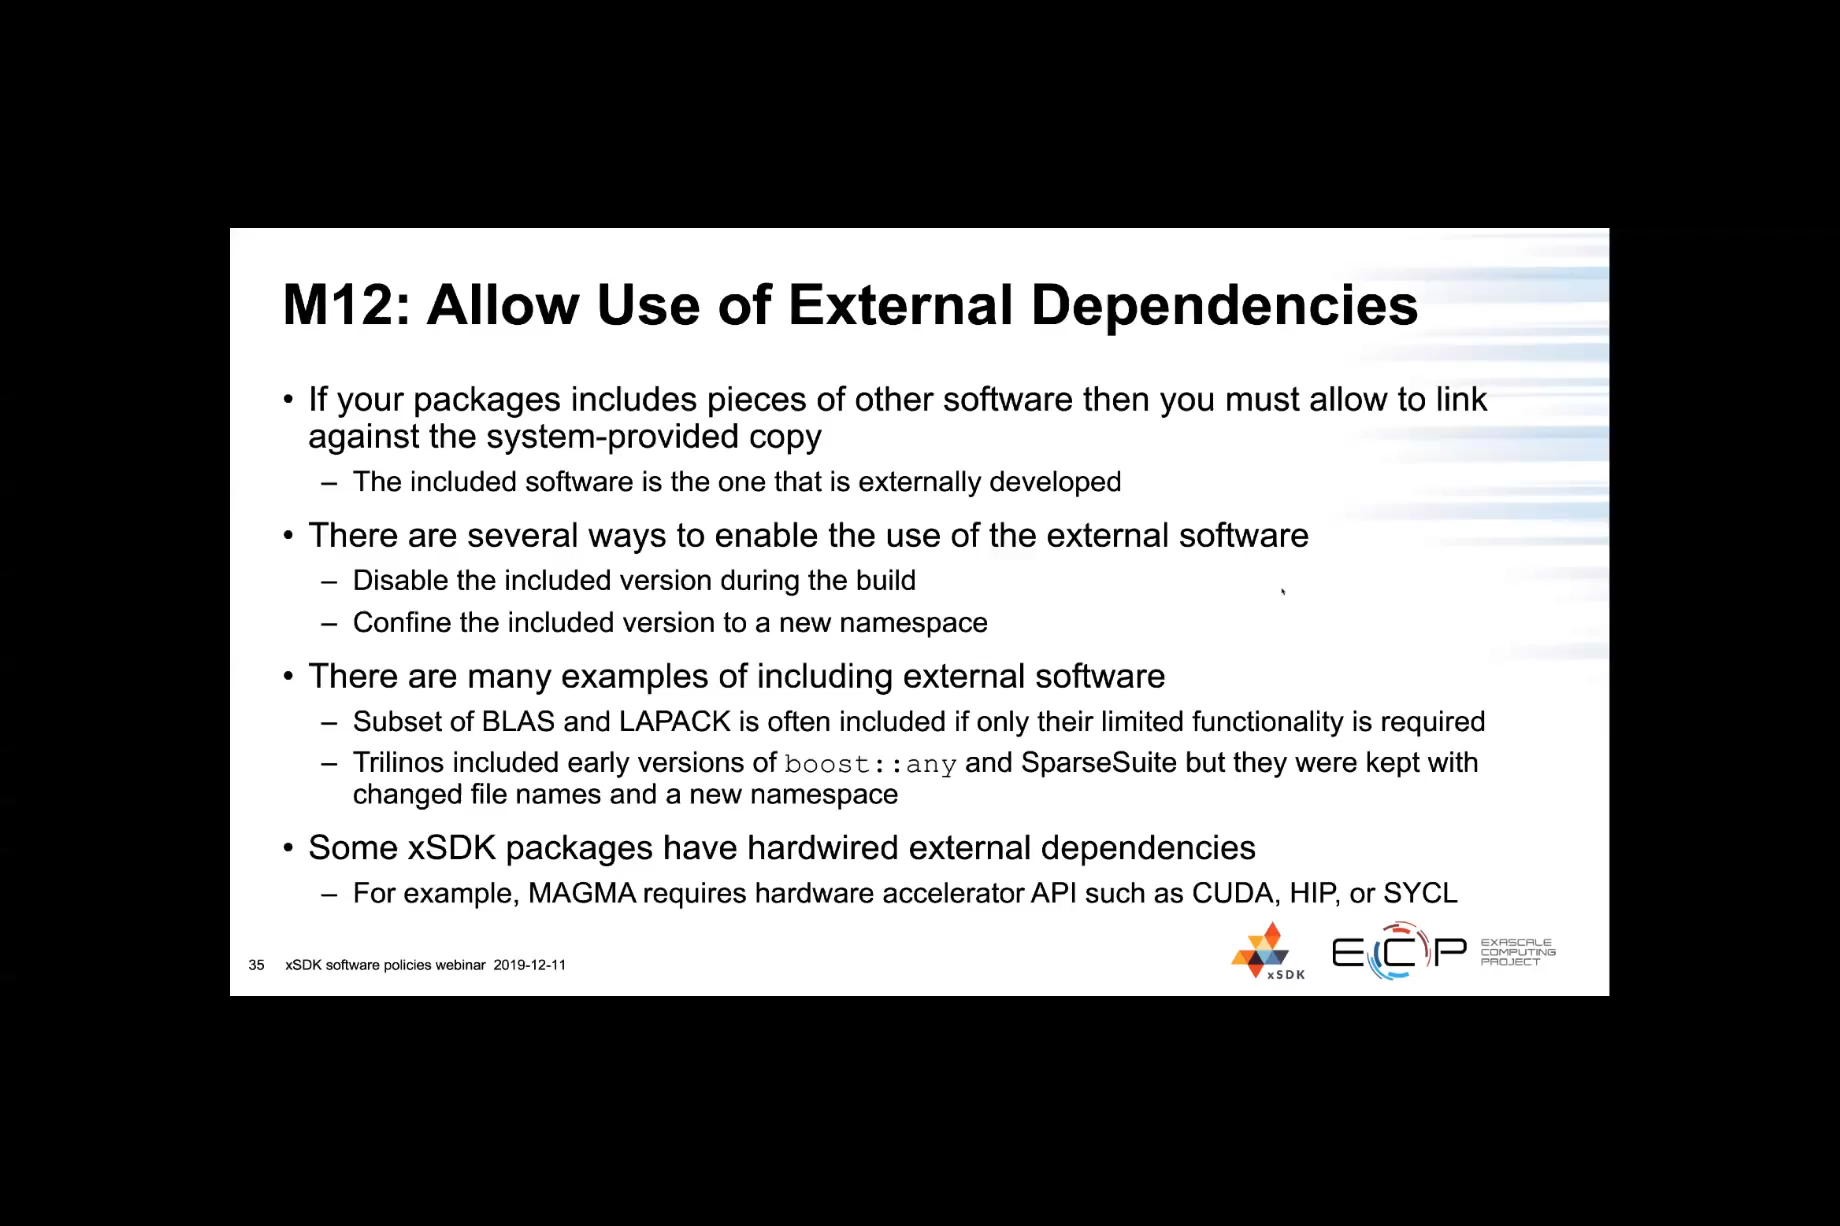 M12: Allow Use of External Dependencies
• If your packages includes pieces of other software then you must allow to link
against the system-provided copy
– The included software is the one that is externally developed
• There are several ways to enable the use of the external software
– Disable the included version during the build
– Confine the included version to a new namespace
• There are many examples of including external software
– Subset of BLAS and LAPACK is often included if only their limited functionality is required
– Trilinos included early versions of boost::any and SparseSuite but they were kept with
changed file names and a new namespace
• Some xSDK packages have hardwired external dependencies
– For example, MAGMA requires hardware accelerator API such as CUDA, HIP, or SYCL
35 xSDK software policies webinar 2019-12-11
xSDK
ECP
EXASCALE
COMPUTING
PROJECT